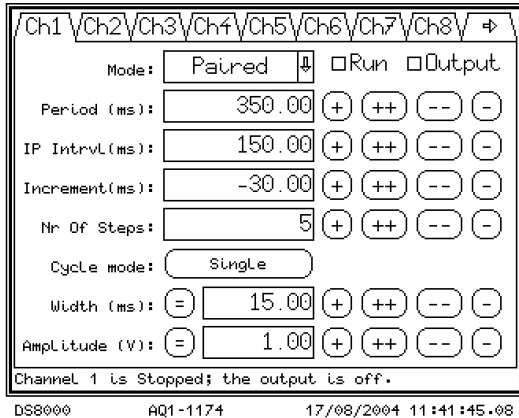 Ch1 Ch2 Ch3 Ch4 Ch5 Ch6 Ch7 Ch8
Mode: Paired Run Output
Period (ms): 350.00 + ++ -- -
IP Intrvl(ms): 150.00 + ++ -- -
Increment(ms): -30.00 + ++ -- -
Nr Of Steps: 5 + ++ -- -
Cycle mode: Single
Width (ms): = 15.00 + ++ -- -
Amplitude (V): = 1.00 + ++ -- -
Channel 1 is Stopped; the output is off.
DS8000 AQ1-1174 17/08/2004 11:41:45.08